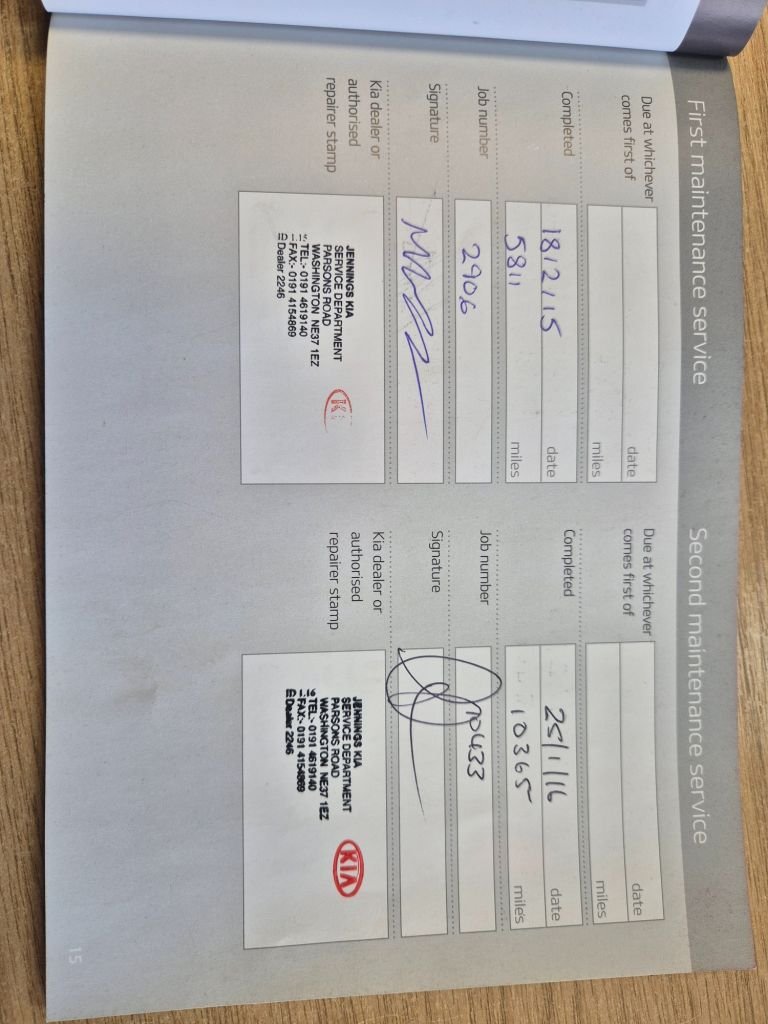 First maintenance service
Due at whichever
comes first of
date
miles
Completed
18/2/15
date
5811
miles
Job number
2906
Signature
Kia dealer or
authorised
repairer stamp
JENNINGS KIA
SERVICE DEPARTMENT
PARSONS ROAD
WASHINGTON NE37 1EZ
TEL:- 0191 4619140
FAX:- 0191 4154869
Dealer 2246
Second maintenance service
Due at whichever
comes first of
date
miles
Completed
25/1/16
date
10365
miles
Job number
10433
Signature
Kia dealer or
authorised
repairer stamp
JENNINGS KIA
SERVICE DEPARTMENT
PARSONS ROAD
WASHINGTON NE37 1EZ
TEL:- 0191 4619140
FAX:- 0191 4154869
Dealer 2246
KIA
15